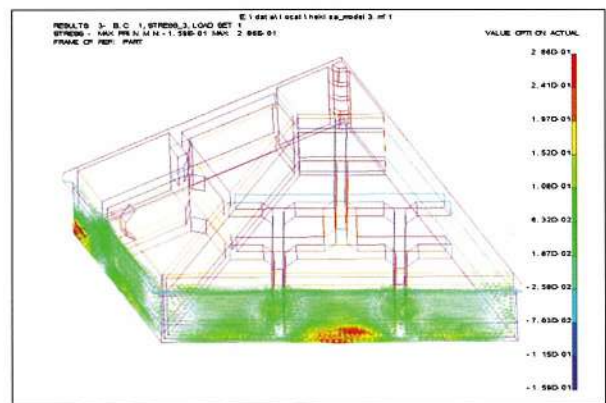 RESULTS 3- B.C. 1, STRESS_3, LOAD SET 1
STRESS - MAX PRIN MIN:-1.59D-01 MAX: 2.86D-01
FRAME OF REF: PART
VALUE OPTION: ACTUAL
2.86D-01
2.41D-01
1.97D-01
1.52D-01
1.08D-01
6.32D-02
1.87D-02
-2.58D-02
-7.03D-02
-1.15D-01
-1.59D-01